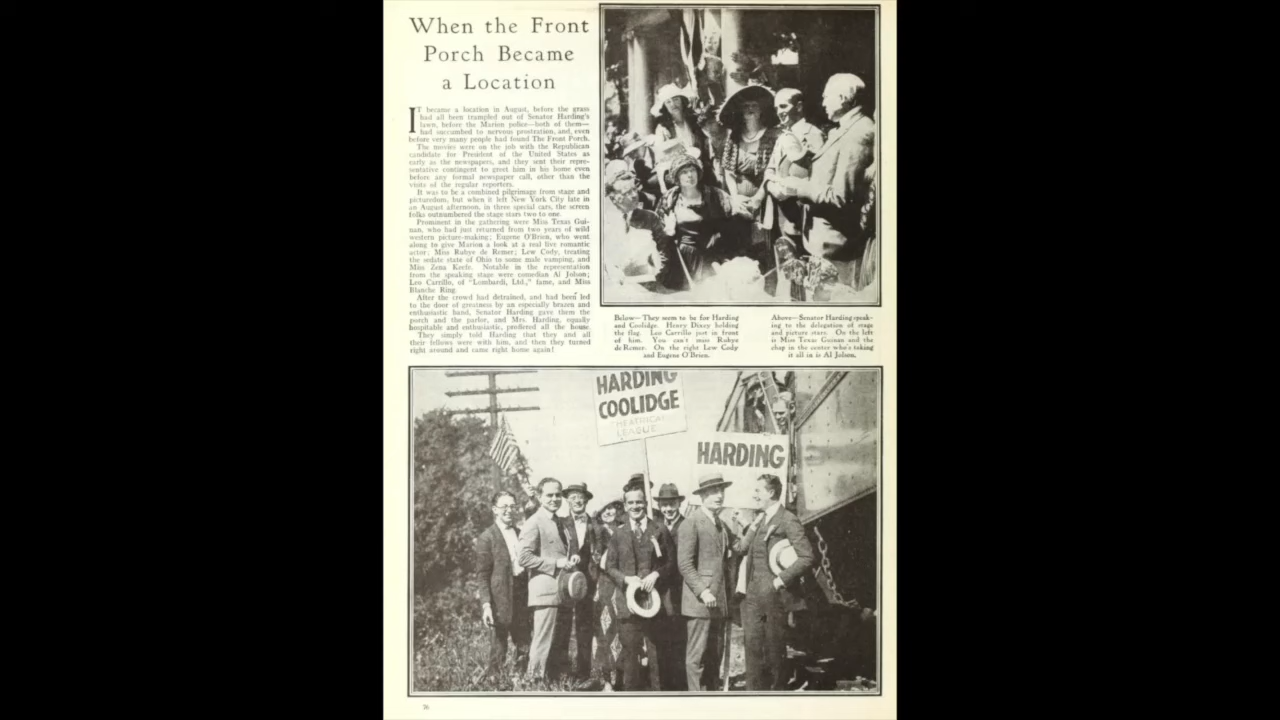 When the Front
Porch Became
a Location
IT became a location in August, before the grass
had all been trampled out of Senator Harding's
lawn, before the Marion police—both of them—
had succumbed to nervous prostration, and, even
before very many people had found The Front Porch.
The movies were on the job with the Republican
candidate for President of the United States as
early as the newspapers, and they sent their repre-
sentative contingent to greet him in his home even
before any formal newspaper call, other than the
visits of the regular reporters.
It was to be a combined pilgrimage from stage and
picturedom, but when it left New York City late in
an August afternoon, in three special cars, the screen
folks outnumbered the stage stars two to one.
Prominent in the gathering were Miss Texas Gui-
nan, who had just returned from two years of wild
western picture-making; Eugene O'Brien, who went
along to give Marion a look at a real live romantic
actor; Miss Rubye de Remer; Lew Cody, treating
the sedate state of Ohio to some male vamping, and
Miss Zena Keefe. Notable in the representation
from the speaking stage were comedian Al Jolson;
Leo Carrillo, of "Lombardi, Ltd.," fame, and Miss
Blanche Ring.
After the crowd had detrained, and had been led
to the door of greatness by an especially brazen and
enthusiastic band, Senator Harding gave them the
porch and the parlor, and Mrs. Harding, equally
hospitable and enthusiastic, proffered all the house.
They simply told Harding that they and all
their fellows were with him, and then they turned
right around and came right home again!
Below—They seem to be for Harding
and Coolidge. Henry Dixey holding
the flag. Leo Carrillo just in front
of him. You can't miss Rubye
de Remer. On the right Lew Cody
and Eugene O'Brien.
Above—Senator Harding speak-
ing to the delegation of stage
and picture stars. On the left
is Miss Texas Guinan and the
chap in the center who's taking
it all in is Al Jolson.
HARDING
COOLIDGE
THEATRICAL
LEAGUE
HARDING
26